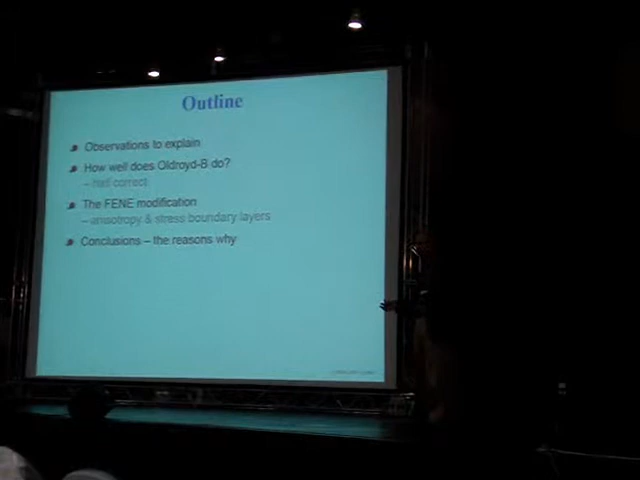 Outline
Observations to explain
How well does Oldroyd-B do?
– half correct
The FENE modification
– anisotropy & stress boundary layers
Conclusions – the reasons why